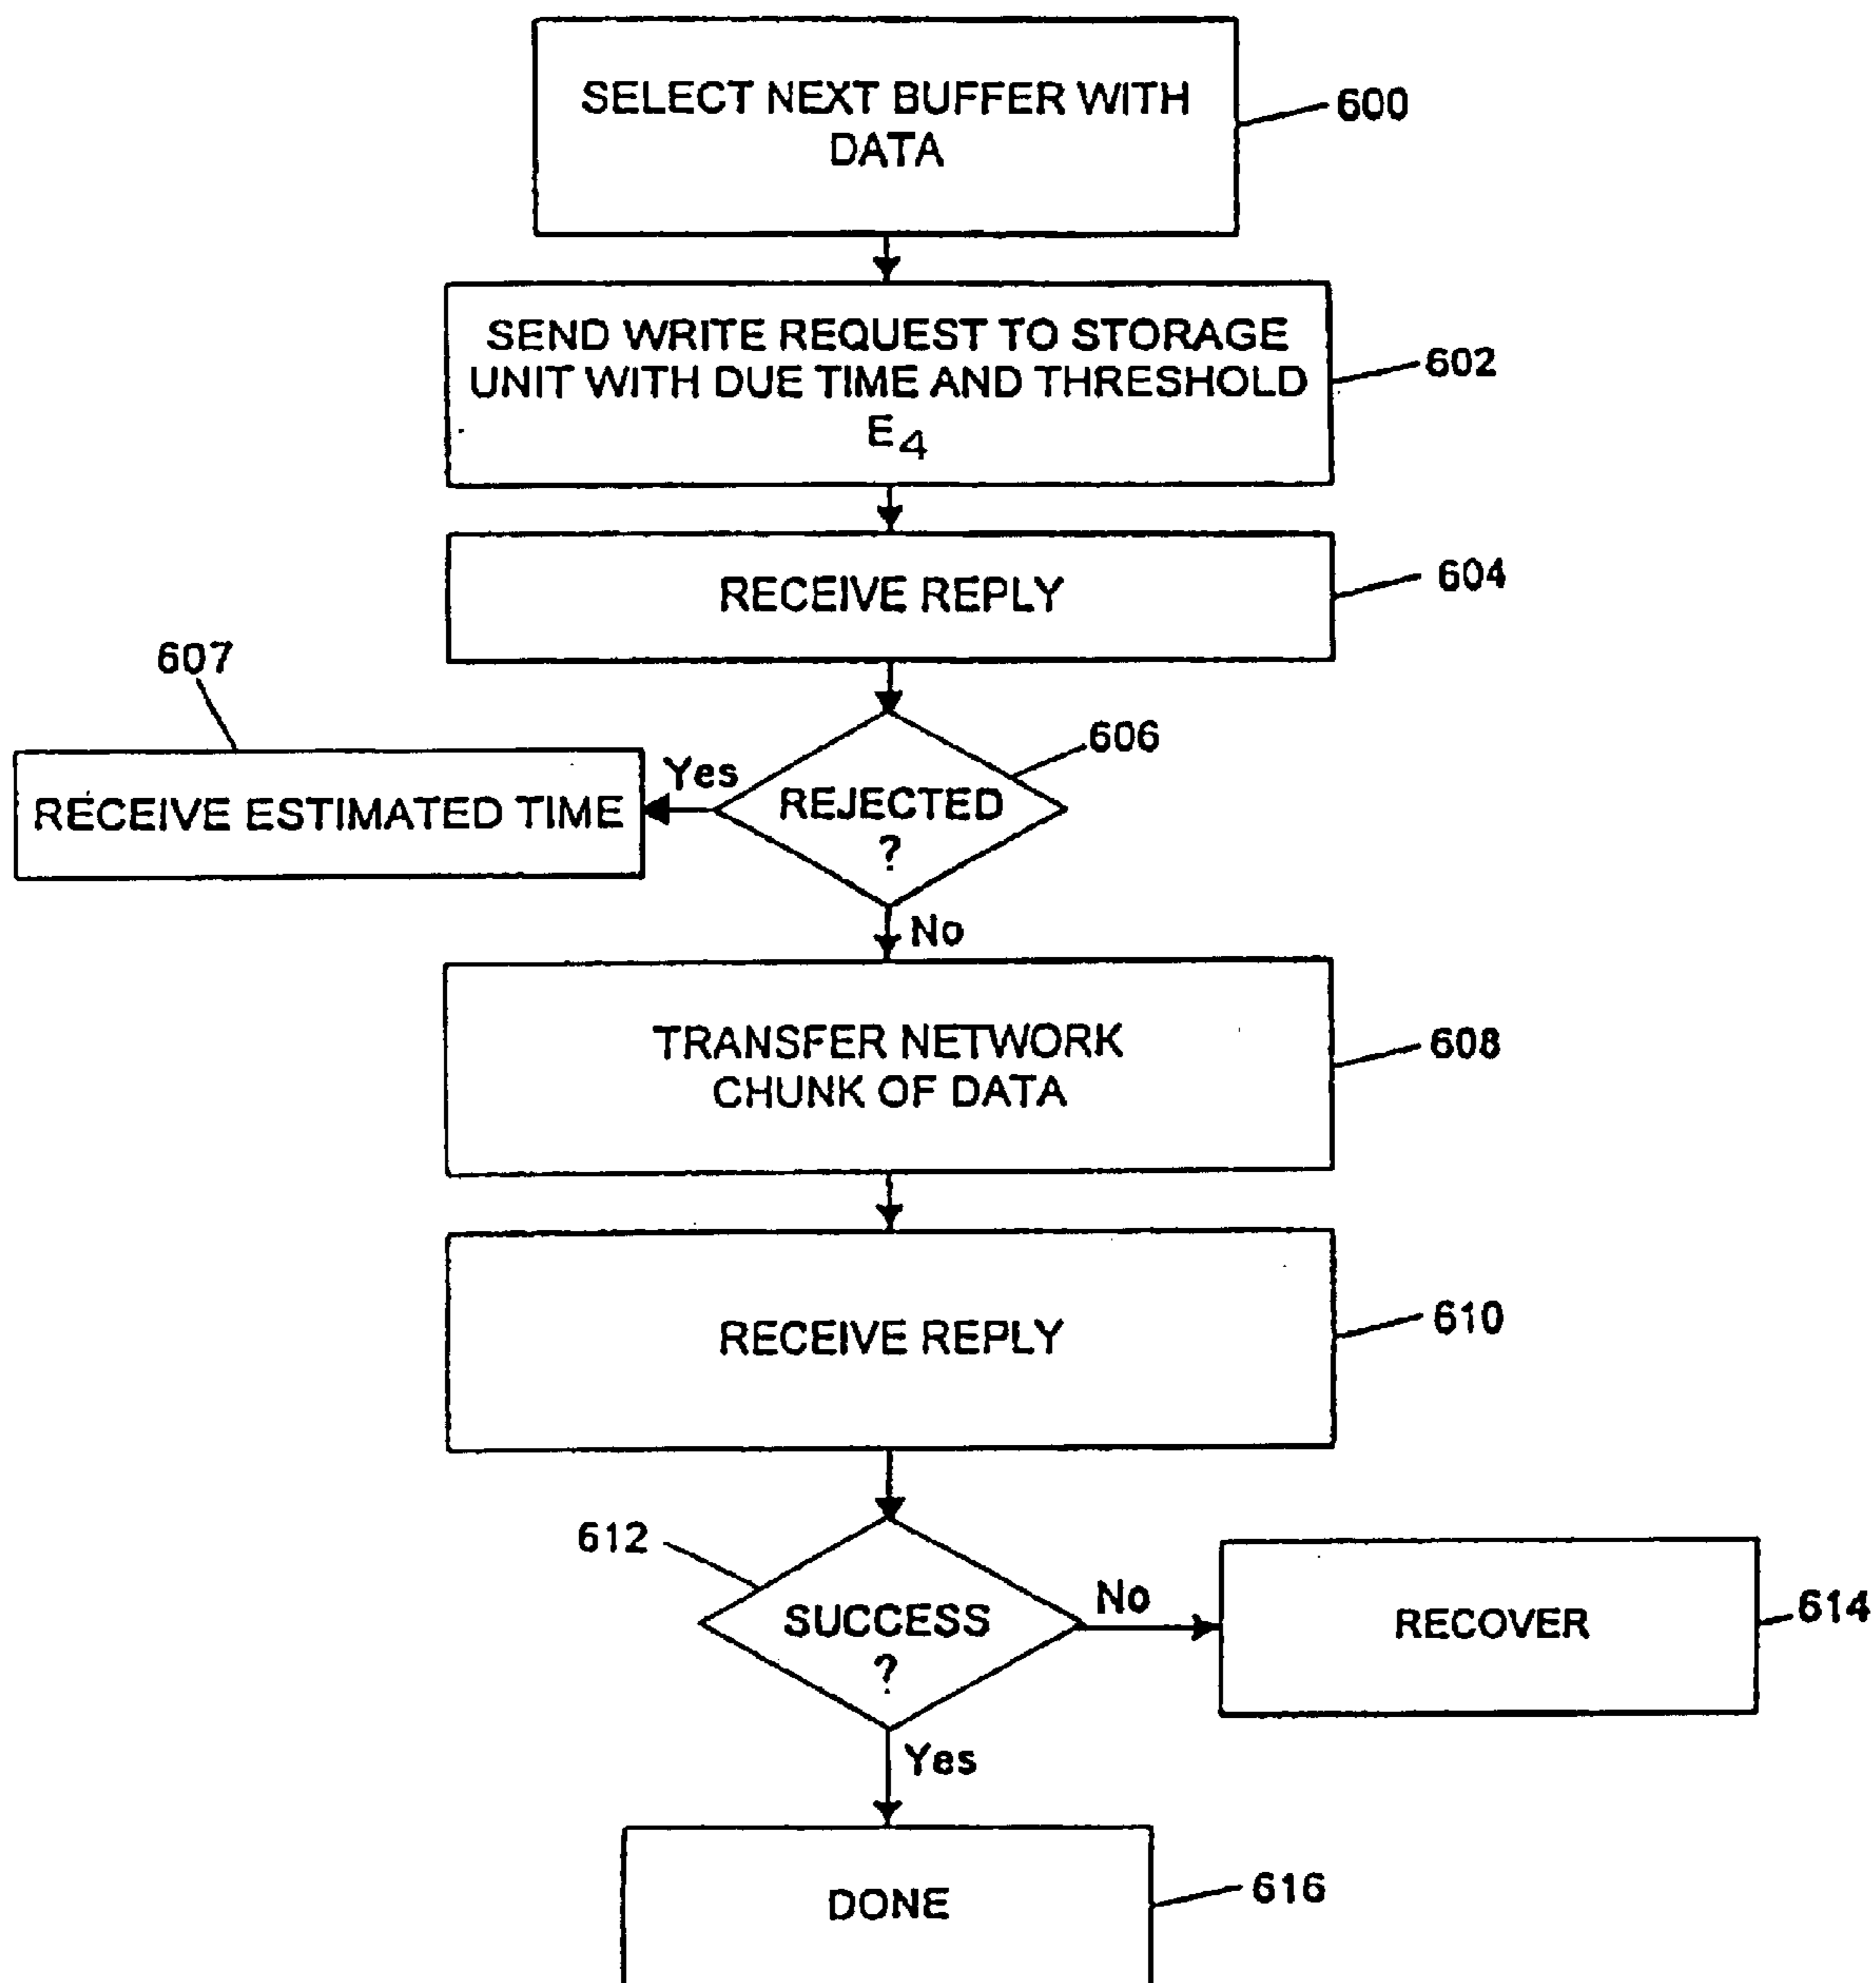 SELECT NEXT BUFFER WITH
DATA
600
SEND WRITE REQUEST TO STORAGE
UNIT WITH DUE TIME AND THRESHOLD
E4
602
RECEIVE REPLY
604
607
RECEIVE ESTIMATED TIME
Yes
REJECTED
?
606
No
TRANSFER NETWORK
CHUNK OF DATA
608
RECEIVE REPLY
610
612
SUCCESS
?
No
RECOVER
614
Yes
DONE
616